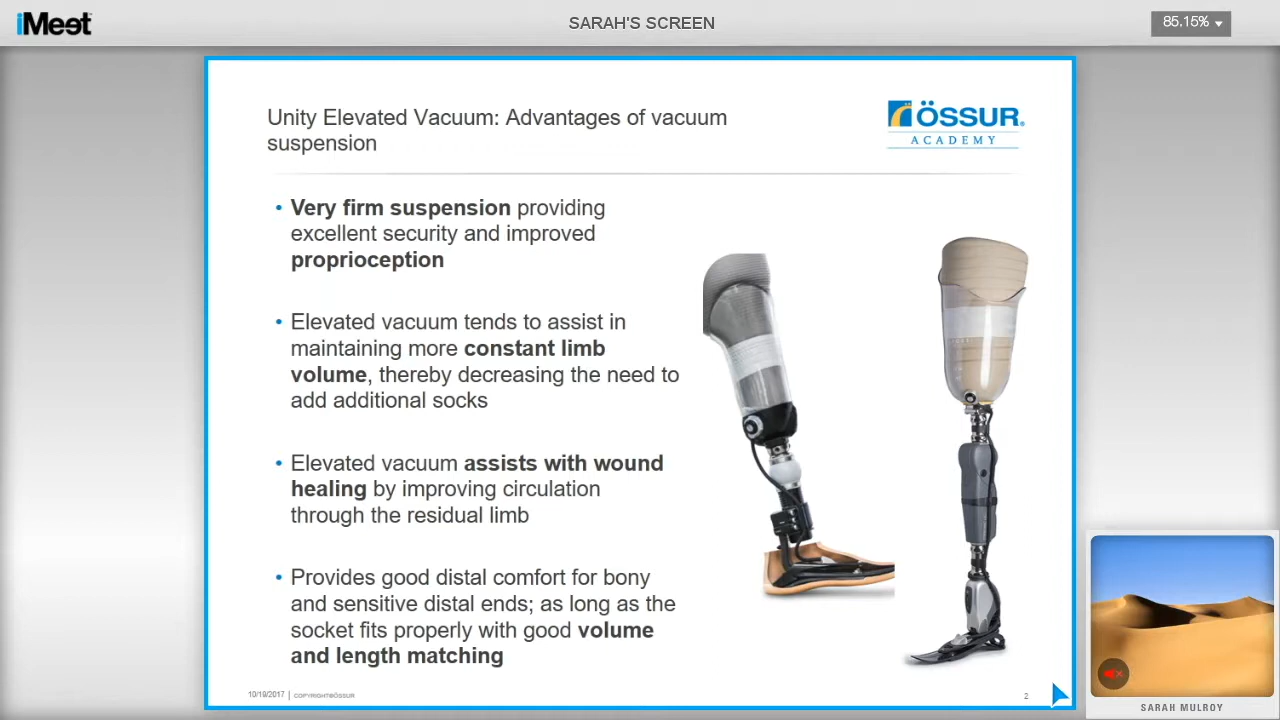 iMeet
SARAH'S SCREEN
85.15%
Unity Elevated Vacuum: Advantages of vacuum
suspension
ÖSSUR®
ACADEMY
• Very firm suspension providing
excellent security and improved
proprioception
• Elevated vacuum tends to assist in
maintaining more constant limb
volume, thereby decreasing the need to
add additional socks
• Elevated vacuum assists with wound
healing by improving circulation
through the residual limb
• Provides good distal comfort for bony
and sensitive distal ends; as long as the
socket fits properly with good volume
and length matching
10/19/2017 | COPYRIGHT©ÖSSUR
2
SARAH MULROY